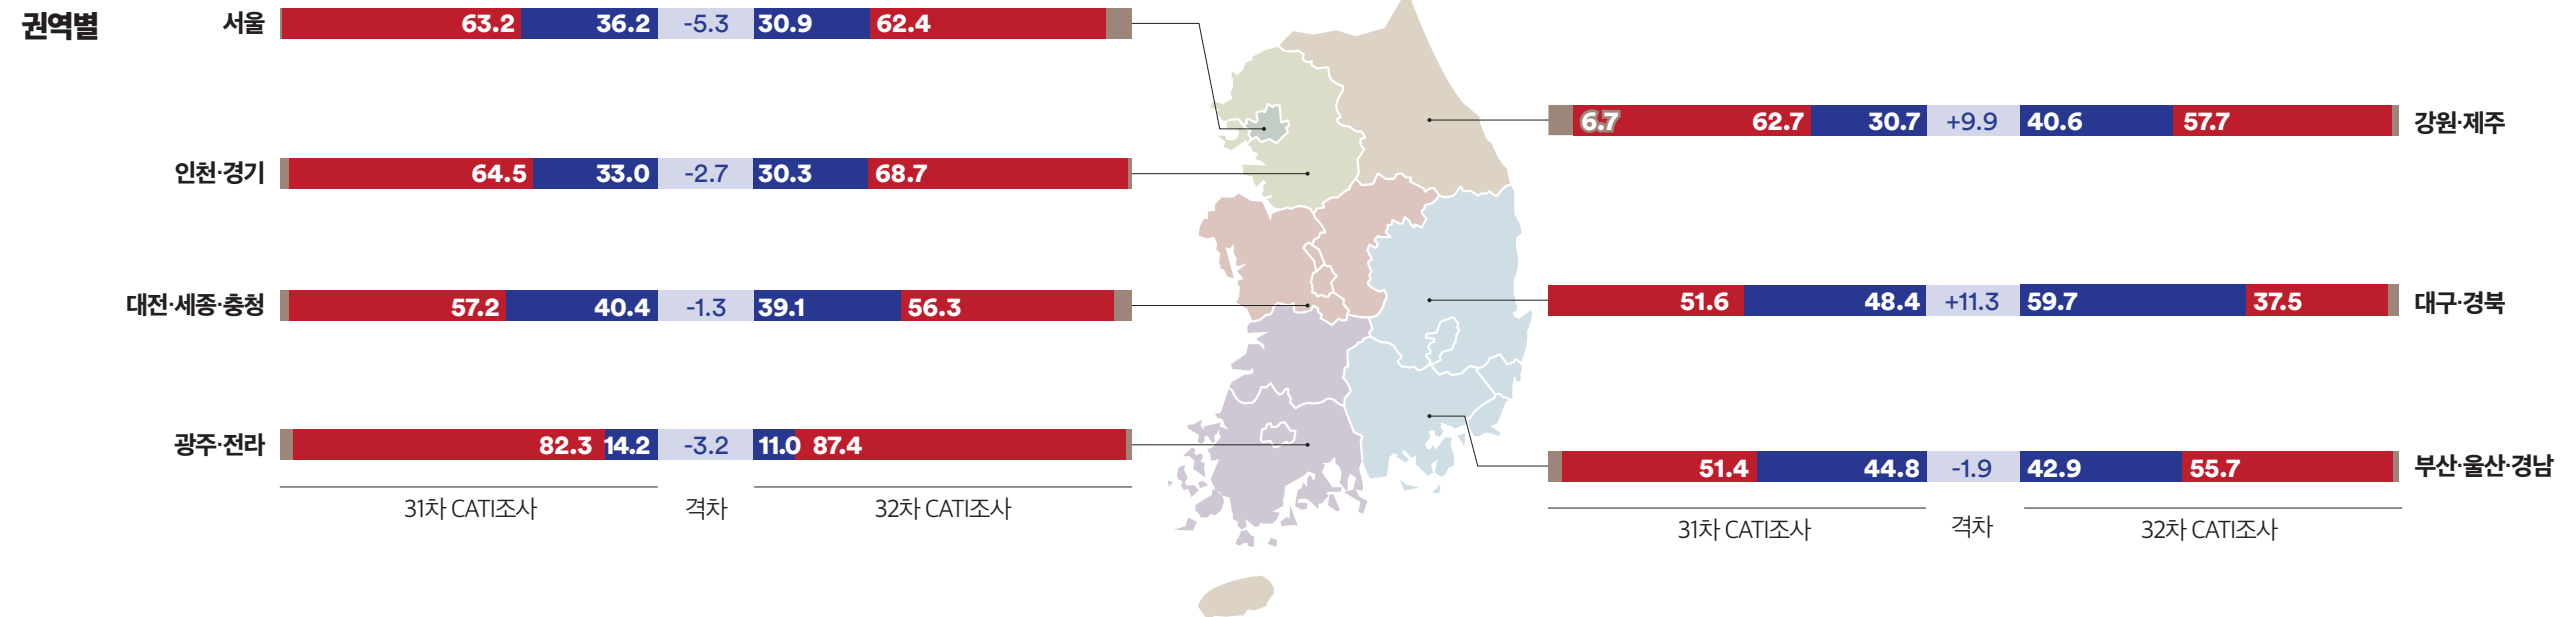 권역별
서울 63.2 36.2 -5.3 30.9 62.4
인천·경기 64.5 33.0 -2.7 30.3 68.7
대전·세종·충청 57.2 40.4 -1.3 39.1 56.3
광주·전라 82.3 14.2 -3.2 11.0 87.4
31차 CATI조사 격차 32차 CATI조사
6.7 62.7 30.7 +9.9 40.6 57.7 강원·제주
51.6 48.4 +11.3 59.7 37.5 대구·경북
51.4 44.8 -1.9 42.9 55.7 부산·울산·경남
31차 CATI조사 격차 32차 CATI조사